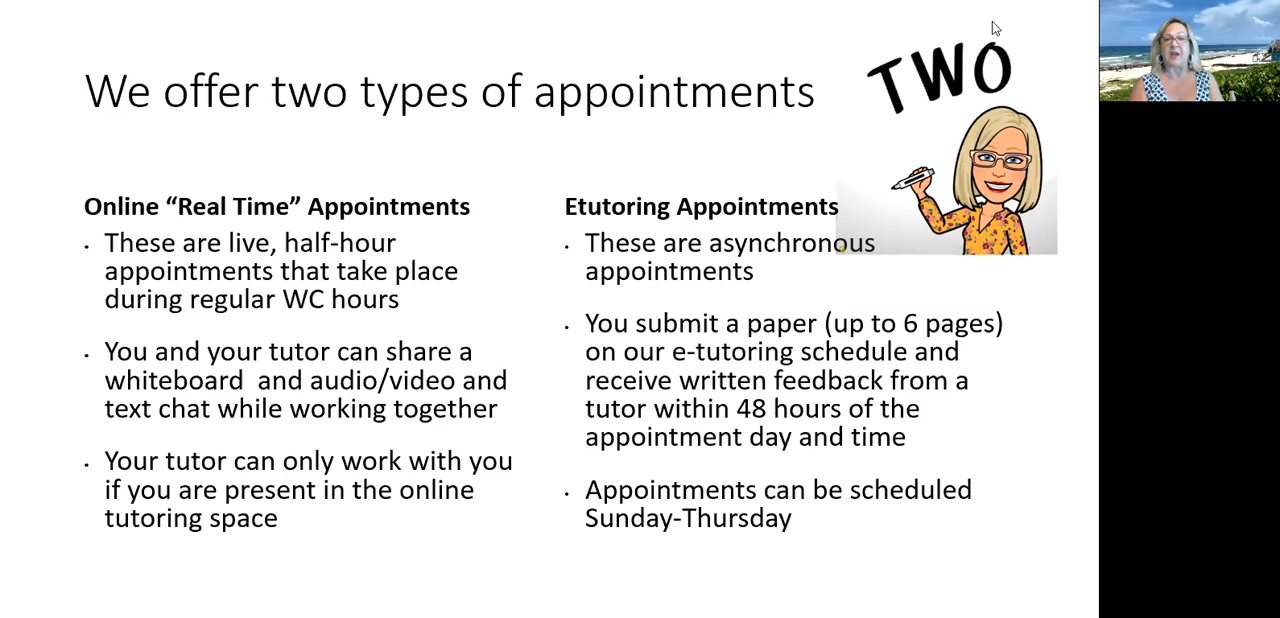 TWO
We offer two types of appointments
Online “Real Time” Appointments
· These are live, half-hour
appointments that take place
during regular WC hours
· You and your tutor can share a
whiteboard  and audio/video and
text chat while working together
· Your tutor can only work with you
if you are present in the online
tutoring space
Etutoring Appointments
· These are asynchronous
appointments
· You submit a paper (up to 6 pages)
on our e-tutoring schedule and
receive written feedback from a
tutor within 48 hours of the
appointment day and time
· Appointments can be scheduled
Sunday-Thursday